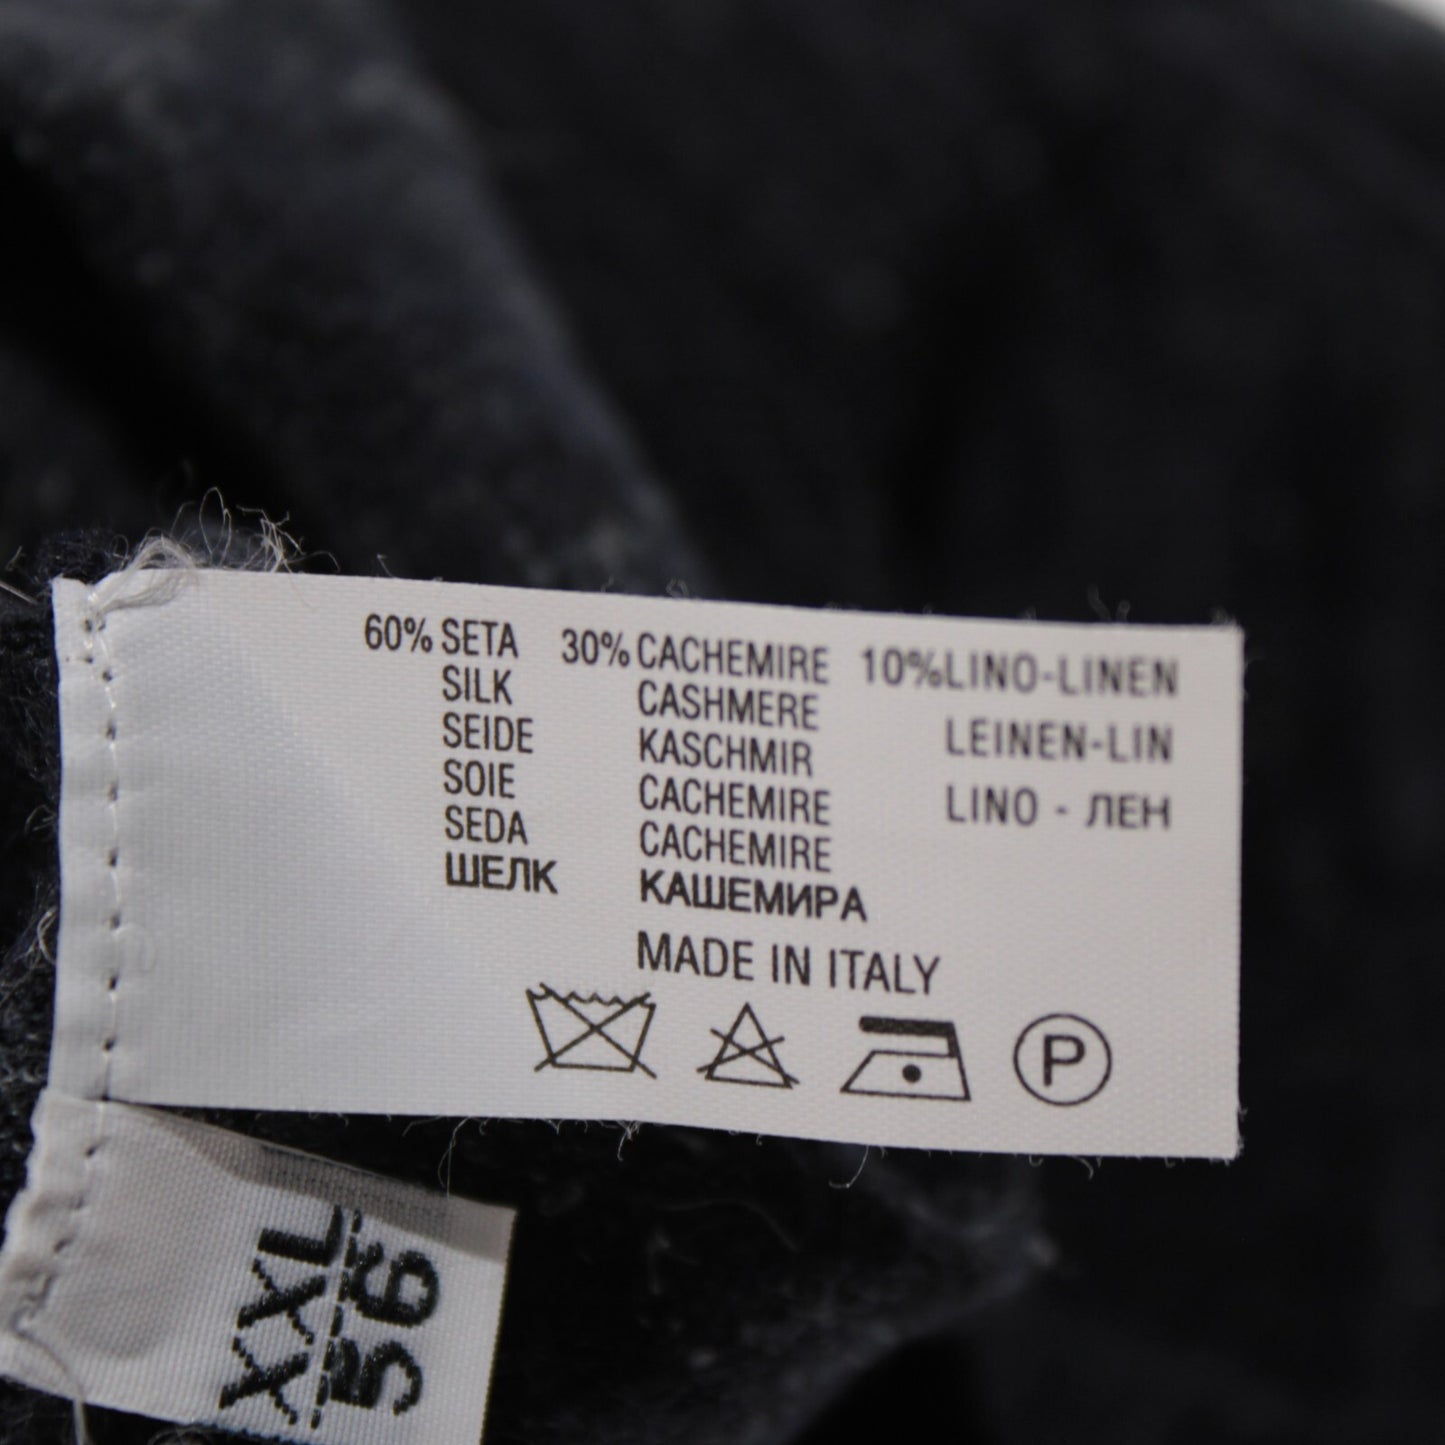 60% SETA 30% CACHEMIRE 10% LINO-LINEN
SILK CASHMERE LEINEN-LIN
SEIDE KASCHMIR LINO - ЛЕН
SOIE CACHEMIRE
SEDA CACHEMIRE
ШЕЛК КАШЕМИРА
MADE IN ITALY
P
XXL
56